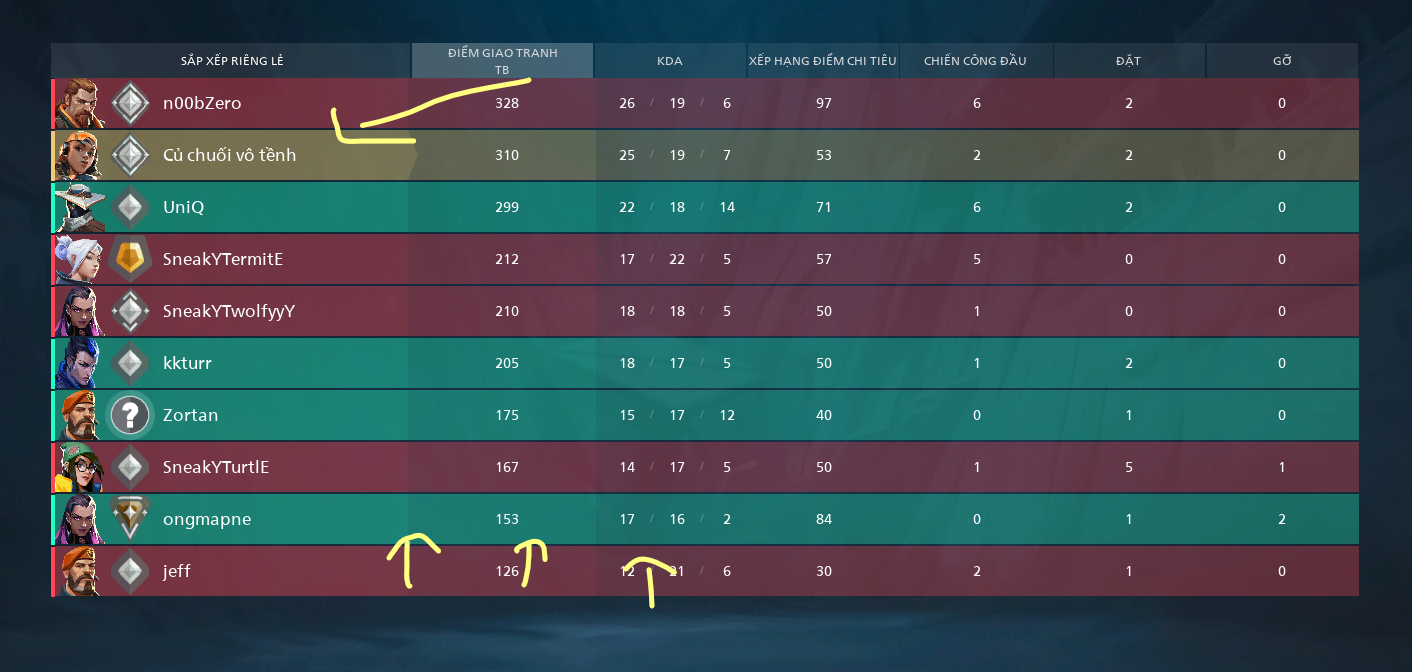 SẮP XẾP RIÊNG LẺ ĐIỂM GIAO TRANH TB KDA XẾP HẠNG ĐIỂM CHI TIÊU CHIẾN CÔNG ĐẦU ĐẶT GỠ
n00bZero 328 26 / 19 / 6 97 6 2 0
Củ chuối vô tềnh 310 25 / 19 / 7 53 2 2 0
UniQ 299 22 / 18 / 14 71 6 2 0
SneakYTermitE 212 17 / 22 / 5 57 5 0 0
SneakYTwolfyyY 210 18 / 18 / 5 50 1 0 0
kkturr 205 18 / 17 / 5 50 1 2 0
? Zortan 175 15 / 17 / 12 40 0 1 0
SneakYTurtlE 167 14 / 17 / 5 50 1 5 1
ongmapne 153 17 / 16 / 2 84 0 1 2
jeff 126 12 / 21 / 6 30 2 1 0